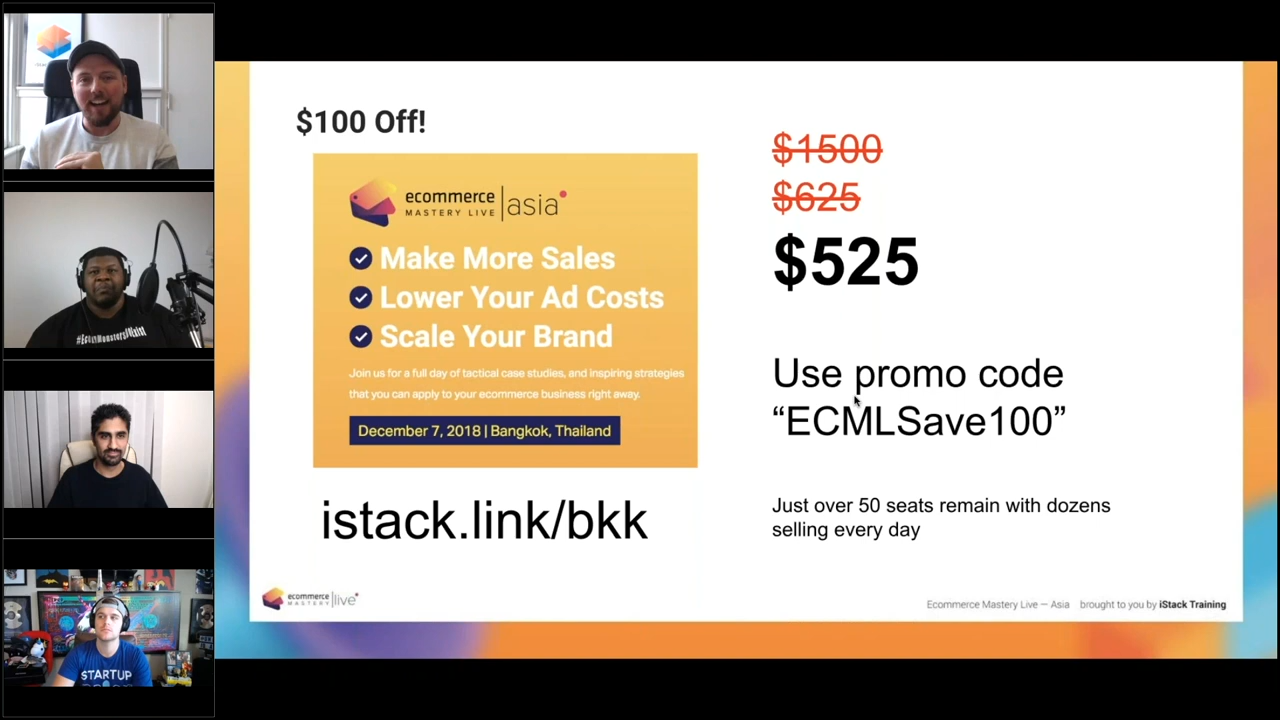 $100 Off!
ecommerce
MASTERY LIVE
asia
Make More Sales
Lower Your Ad Costs
Scale Your Brand
Join us for a full day of tactical case studies, and inspiring strategies
that you can apply to your ecommerce business right away.
December 7, 2018 | Bangkok, Thailand
istack.link/bkk
$1500
$625
$525
Use promo code
“ECMLSave100”
Just over 50 seats remain with dozens
selling every day
ecommerce
MASTERY LIVE
live
Ecommerce Mastery Live — Asia brought to you by iStack Training
STARTUP